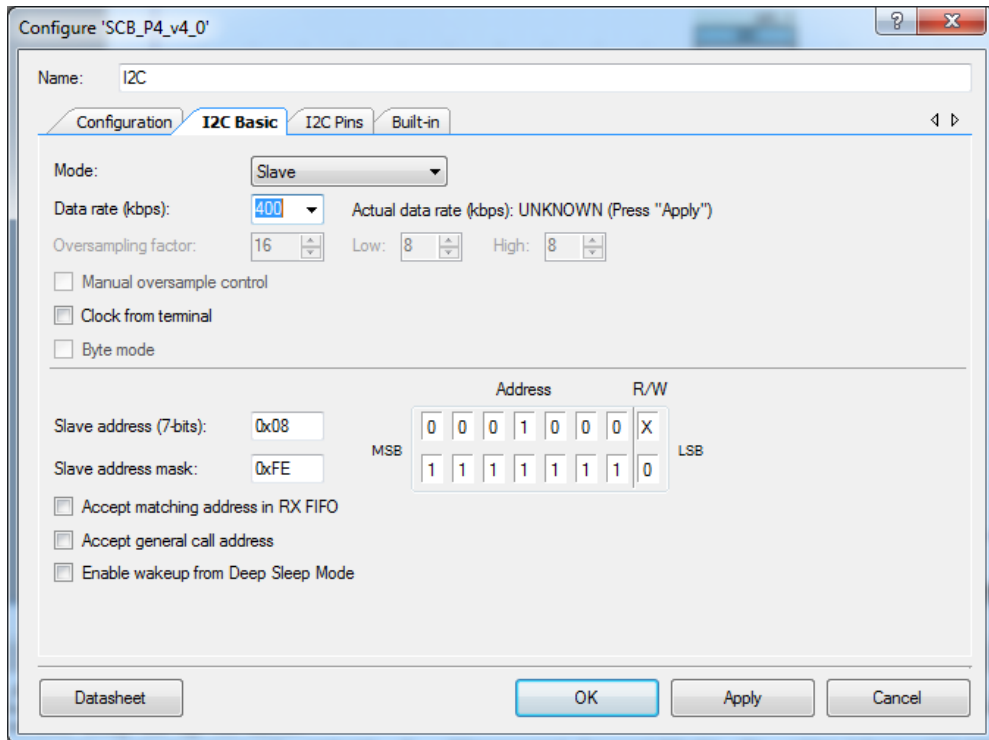 Configure 'SCB_P4_v4_0'
Name: I2C
Configuration I2C Basic I2C Pins Built-in
Mode: Slave
Data rate (kbps): 400 Actual data rate (kbps): UNKNOWN (Press "Apply")
Oversampling factor: 16 Low: 8 High: 8
Manual oversample control
Clock from terminal
Byte mode
Address R/W
Slave address (7-bits): 0x08 0 0 0 1 0 0 0 X
MSB LSB
Slave address mask: 0xFE 1 1 1 1 1 1 1 0
Accept matching address in RX FIFO
Accept general call address
Enable wakeup from Deep Sleep Mode
Datasheet OK Apply Cancel